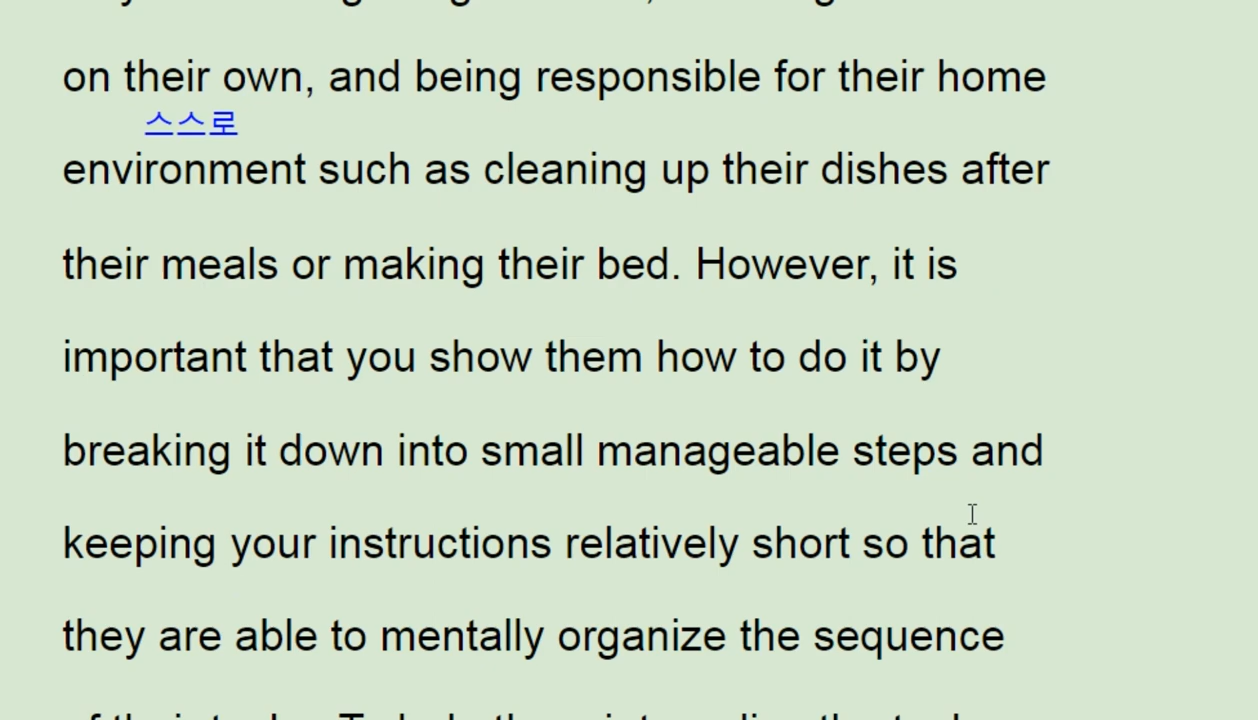 on their own, and being responsible for their home
스스로
environment such as cleaning up their dishes after
their meals or making their bed. However, it is
important that you show them how to do it by
breaking it down into small manageable steps and
keeping your instructions relatively short so that
they are able to mentally organize the sequence